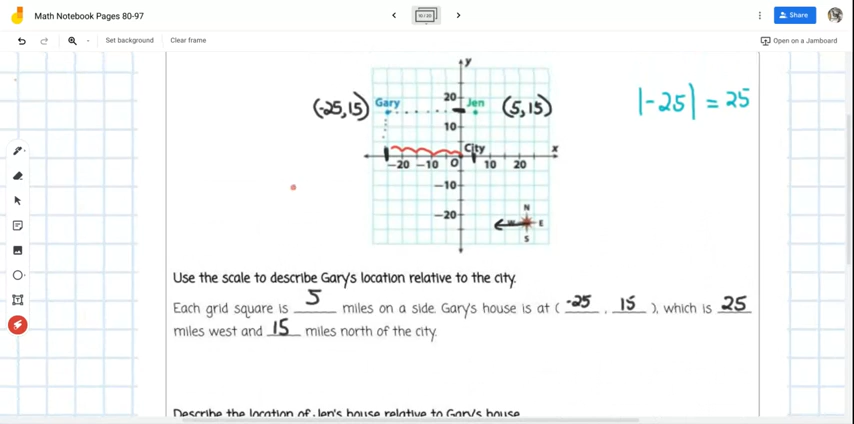 Math Notebook Pages 80-97
10 / 20
Share
Set background
Clear frame
Open on a Jamboard
y
(-25, 15) Gary 20 Jen (5, 15)
|-25| = 25
10
City
x
-20 -10 0 10 20
-10
-20
N
W E
S
Use the scale to describe Gary's location relative to the city.
Each grid square is 5 miles on a side. Gary's house is at ( -25 , 15 ), which is 25
miles west and 15 miles north of the city.
Describe the location of Jen's house relative to Gary's house